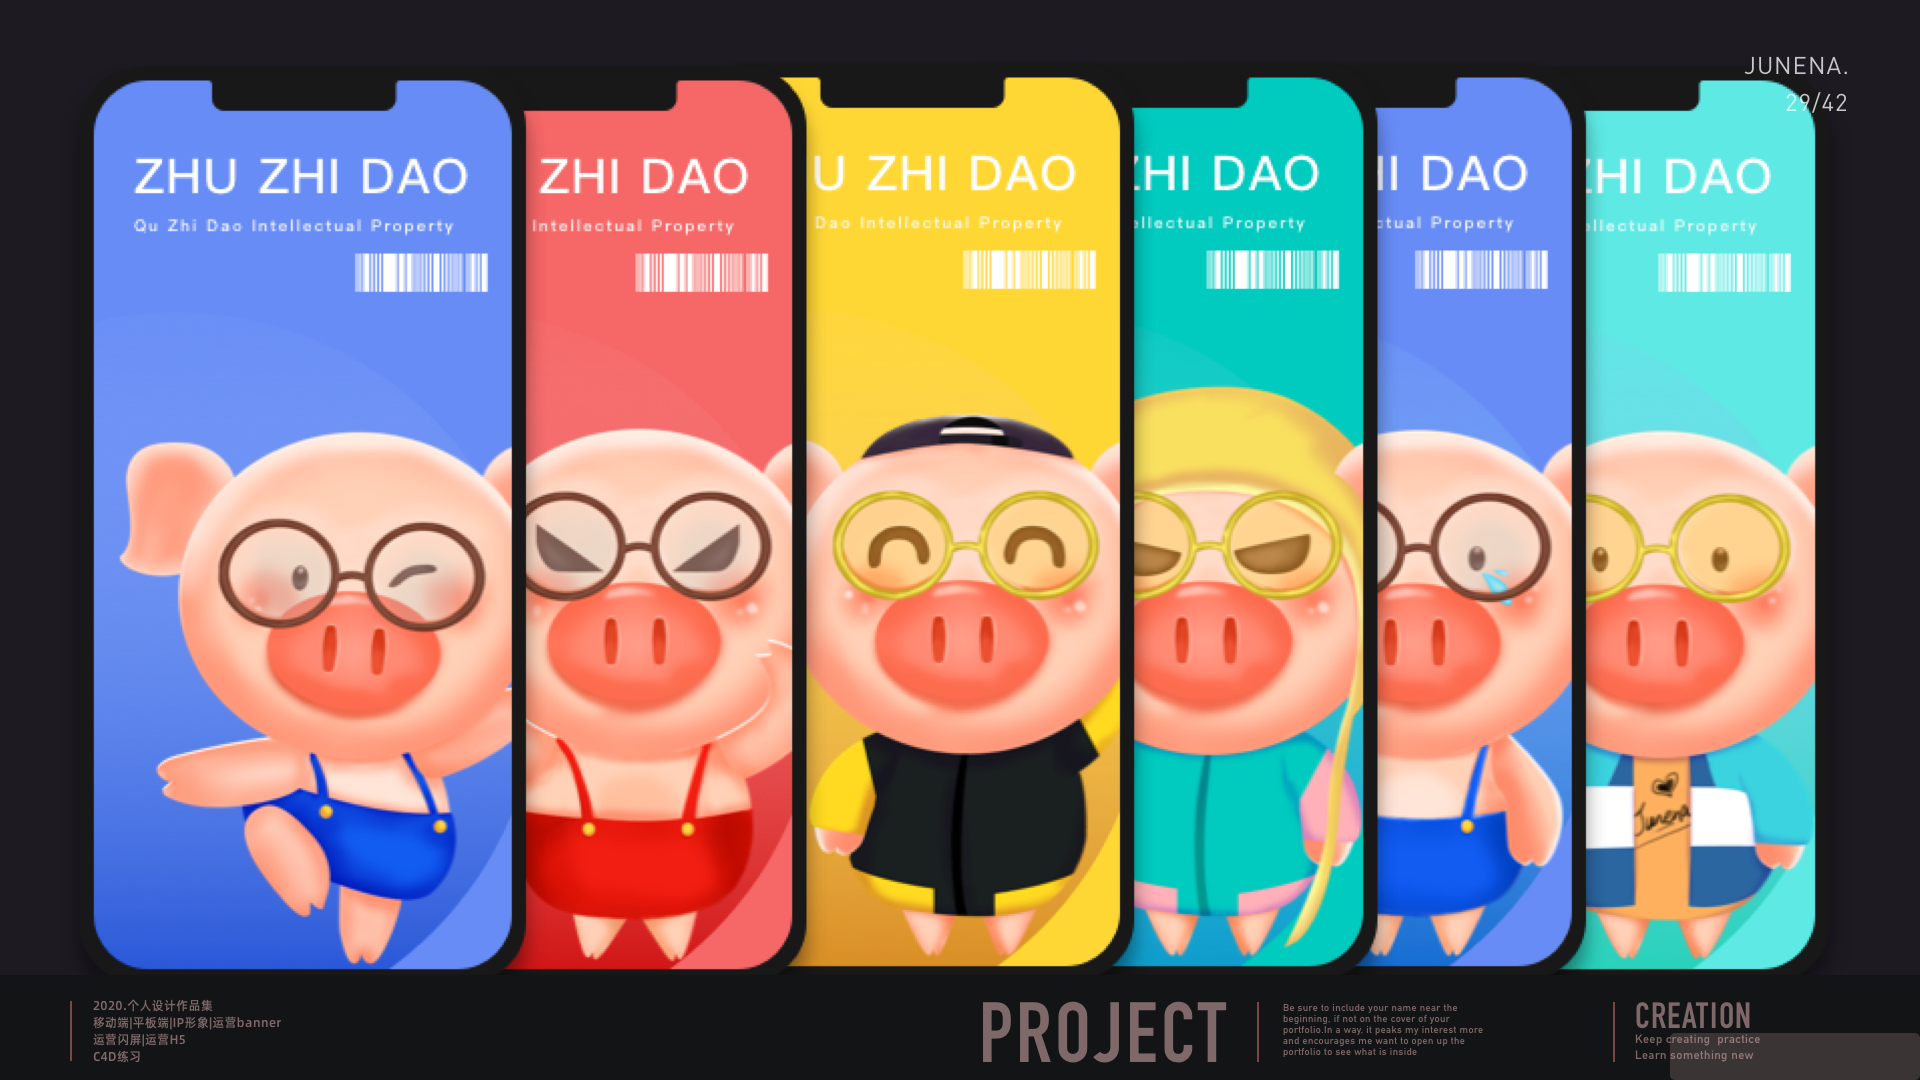 JUNENA.
29/42
ZHU ZHI DAO
Qu Zhi Dao Intellectual Property
ZHI DAO
Intellectual Property
U ZHI DAO
Dao Intellectual Property
ZHI DAO
ellectual Property
HI DAO
ctual Property
ZHI DAO
ellectual Property
Junena
2020.个人设计作品集
移动端|平板端|IP形象|运营banner
运营闪屏|运营H5
C4D练习
PROJECT
Be sure to include your name near the
beginning, if not on the cover of your
portfolio.In a way, it peaks my interest more
and encourages me want to open up the
portfolio to see what is inside
CREATION
Keep creating practice
Learn something new